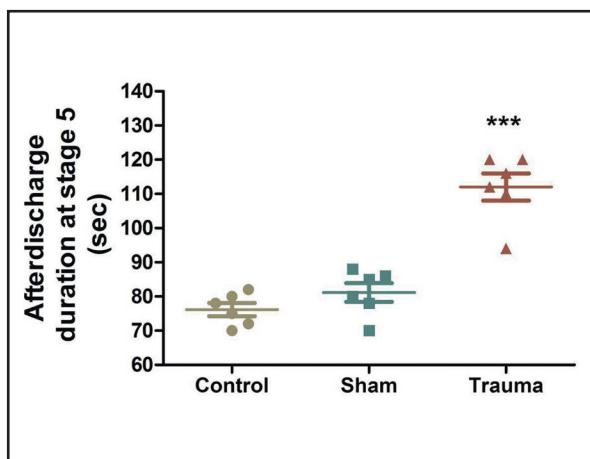 Afterdischarge
duration at stage 5
(sec)
140
130
120
110
100
90
80
70
60
***
Control Sham Trauma